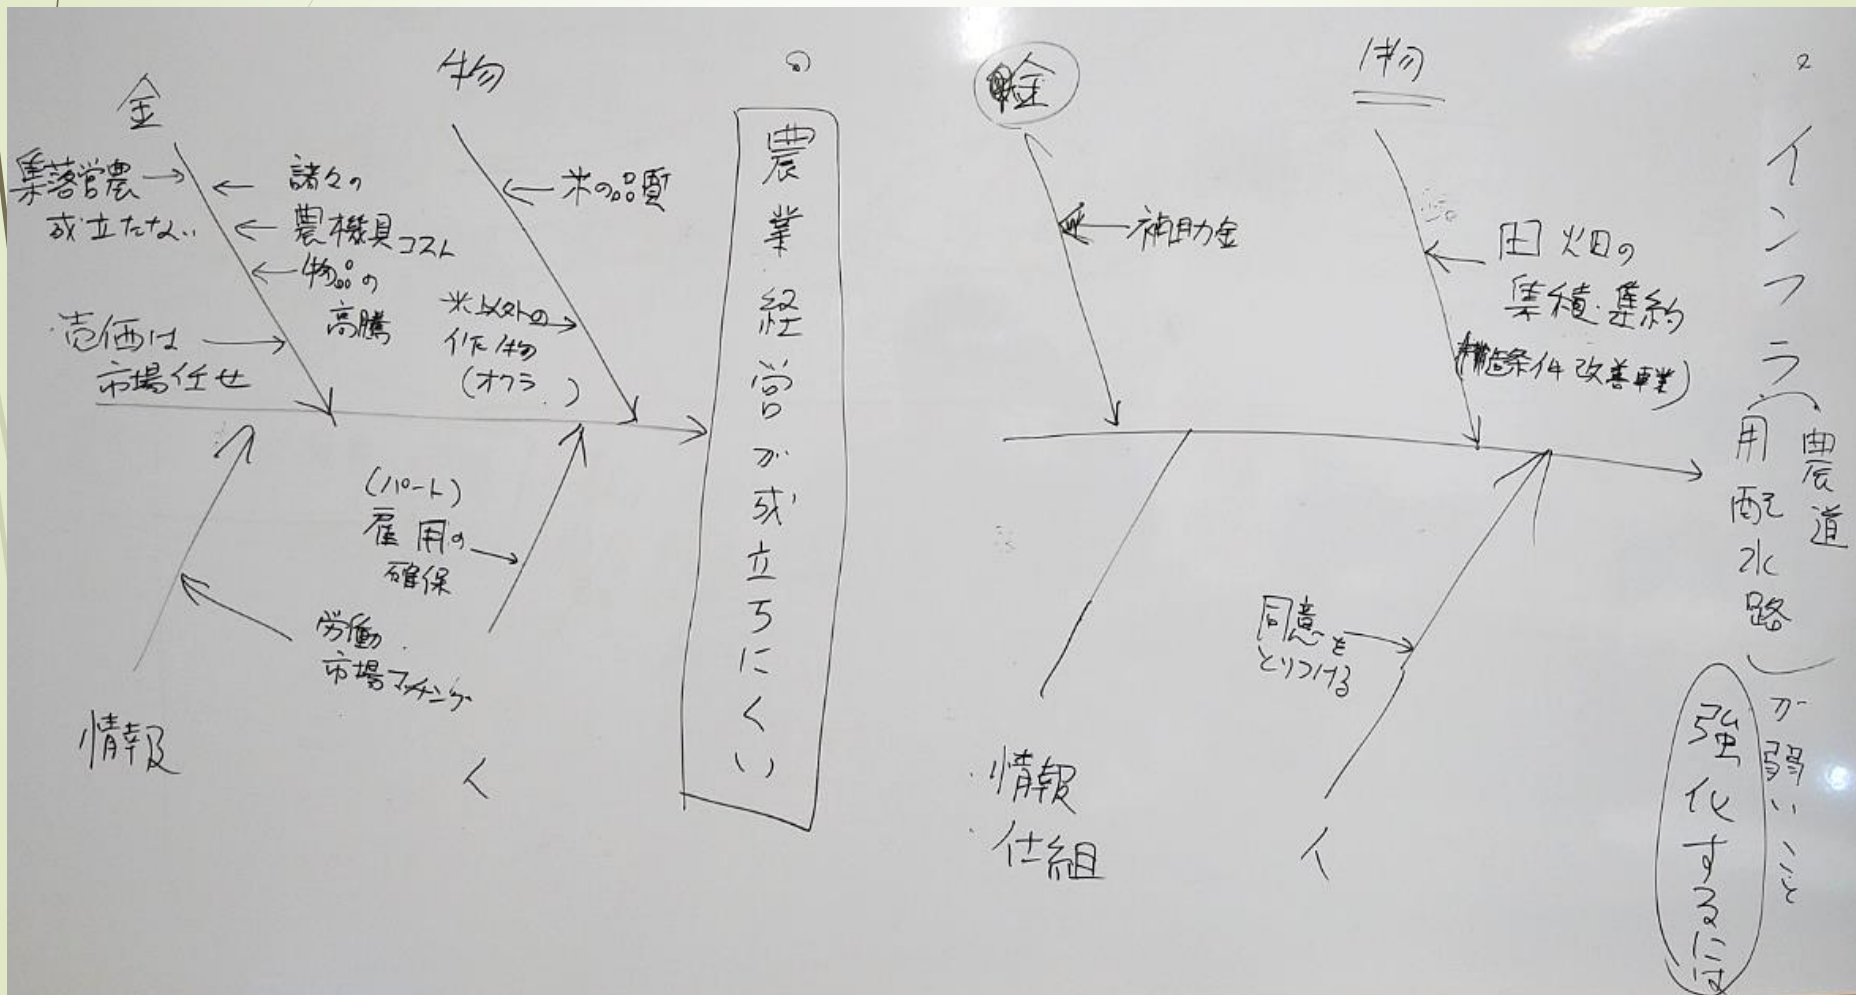 金
集落営農
成立たない
諸々の
農機具コスト
物品の
高騰
売価は
市場任せ
物
米の品質
米以外の
作物
(オクラ　)
農業経営が成立ちにくい
(パート)
雇用の
確保
労働
市場マッチング
情報
人
金
補助金
物
田畑の
集積・集約
(構造条件改善事業)
インフラ(農道
用配水路)
が弱いこと
強化するには
同意を
とりつける
情報
仕組
人